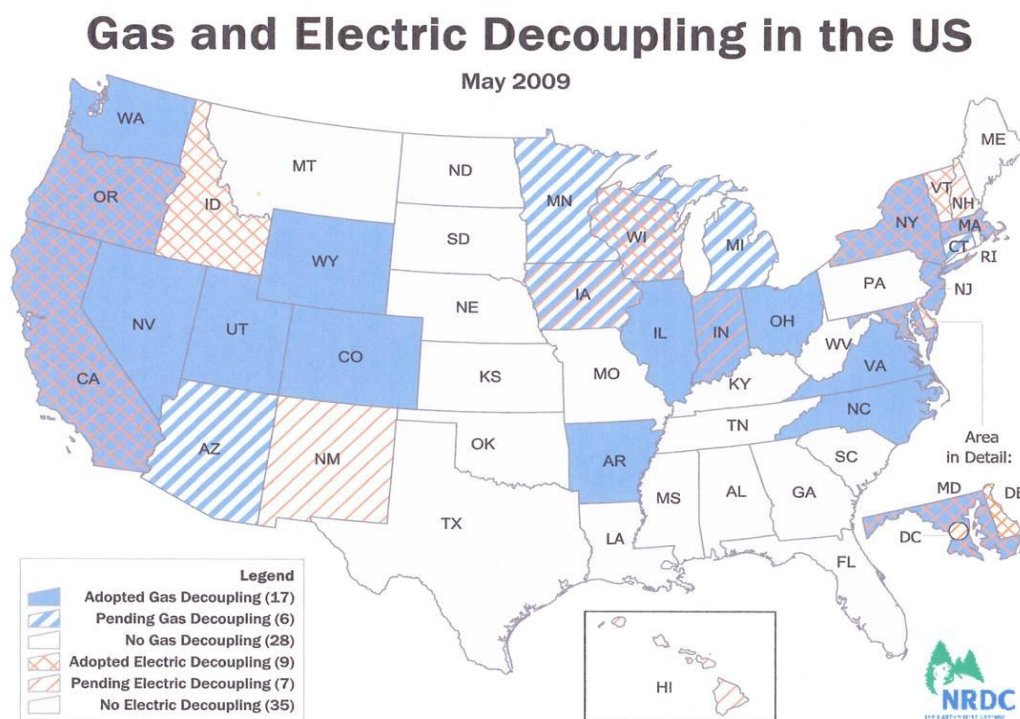 Gas and Electric Decoupling in the US
May 2009
WA
MT
ND
ME
OR
ID
MN
VT
NH
SD
WI
NY
MA
WY
MI
CT
RI
IA
PA
NJ
NE
NV
UT
IL
IN
OH
CO
WV
VA
KS
MO
KY
CA
NC
TN
OK
Area
in Detail:
AZ
NM
AR
SC
MD
DE
MS
AL
GA
TX
DC
LA
FL
Legend
Adopted Gas Decoupling (17)
Pending Gas Decoupling (6)
No Gas Decoupling (28)
Adopted Electric Decoupling (9)
Pending Electric Decoupling (7)
No Electric Decoupling (35)
HI
NRDC